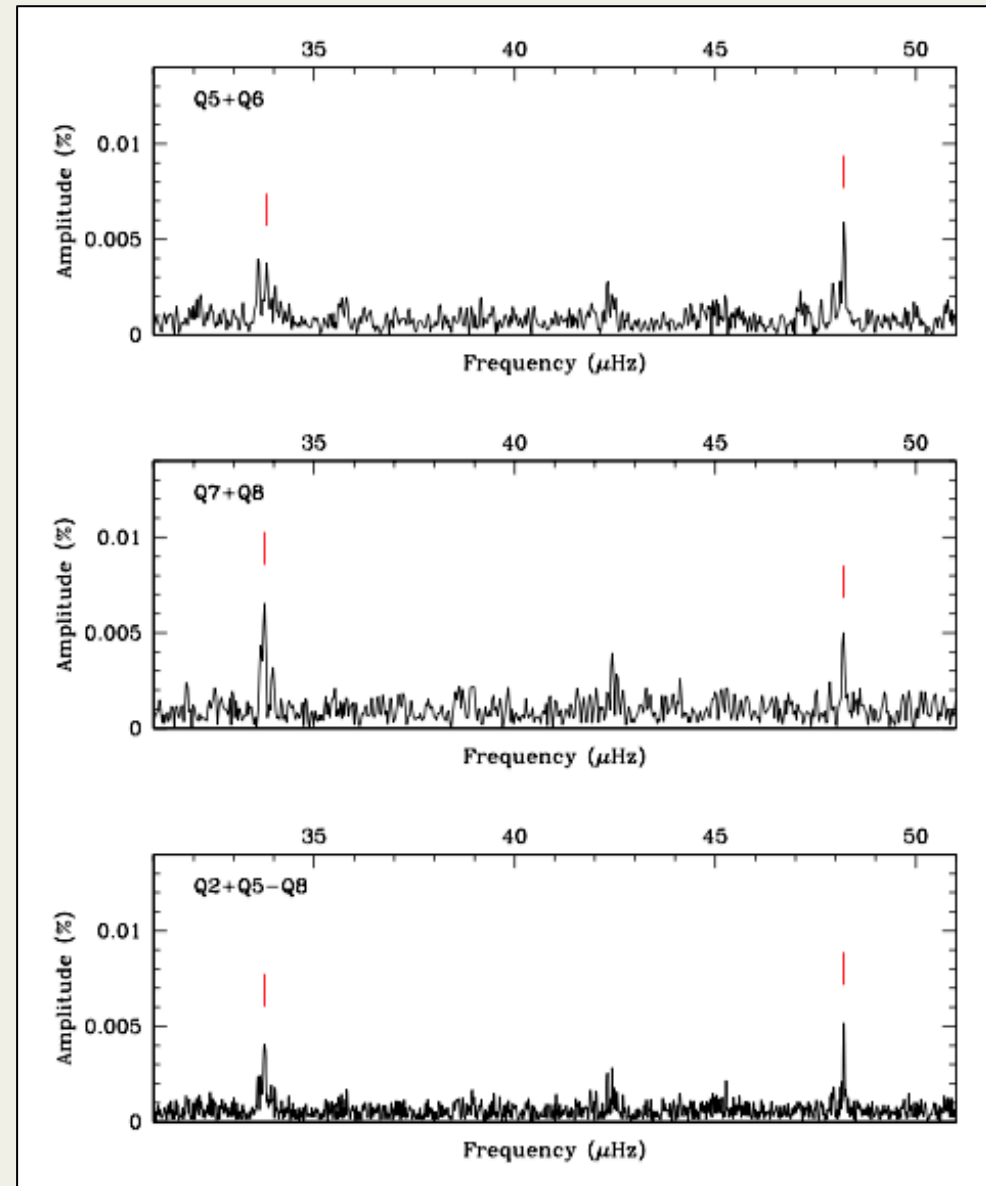 35 40 45 50
Q5+Q6
0.01
0.005
0
Amplitude (%)
Frequency (μHz)
35 40 45 50
Q7+Q8
0.01
0.005
0
Amplitude (%)
Frequency (μHz)
35 40 45 50
Q2+Q5-Q8
0.01
0.005
0
Amplitude (%)
Frequency (μHz)